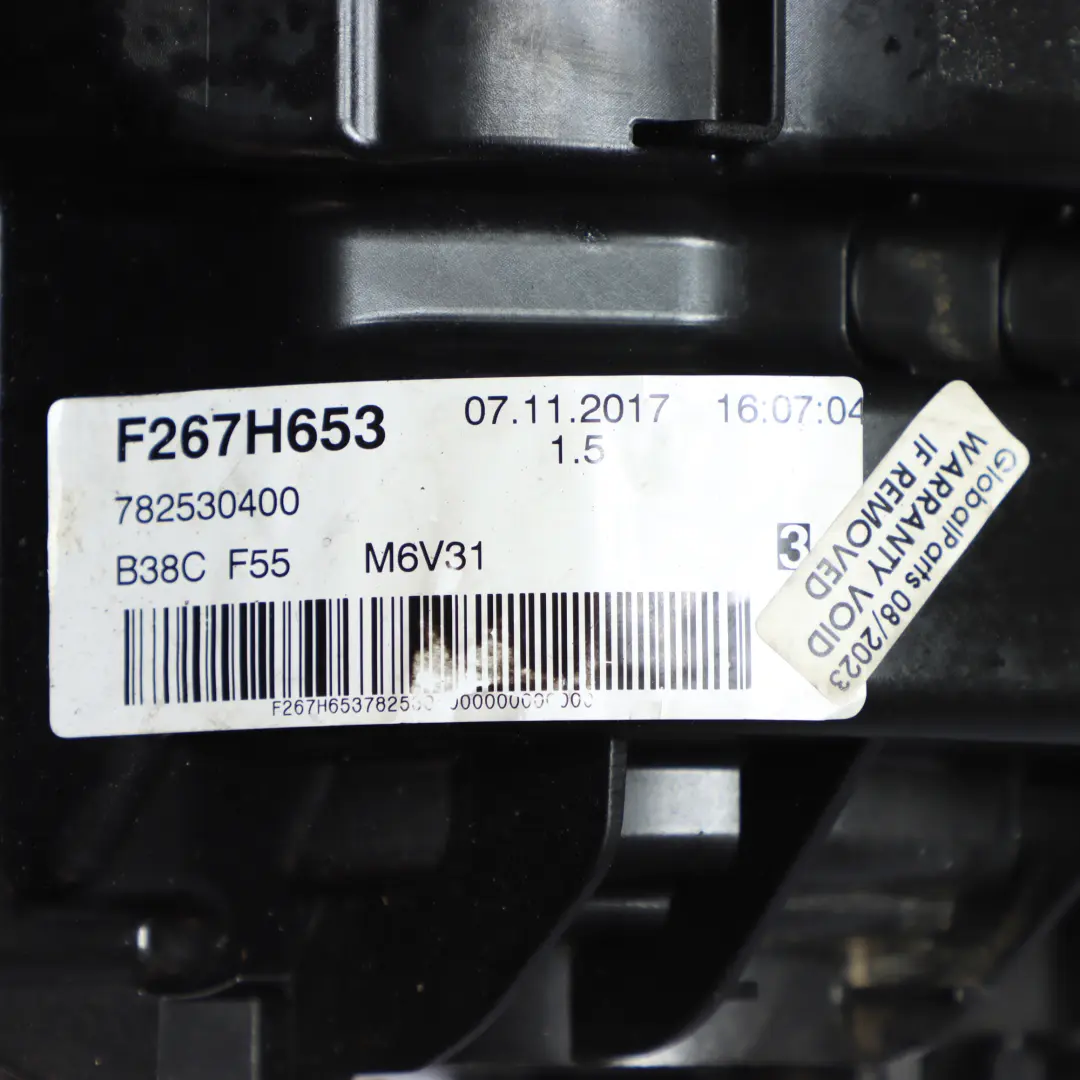 F267H653
07.11.2017 16:07:04
1.5
782530400
B38C F55 M6V31
3
GlobalParts 08/2023
WARRANTY VOID
IF REMOVED